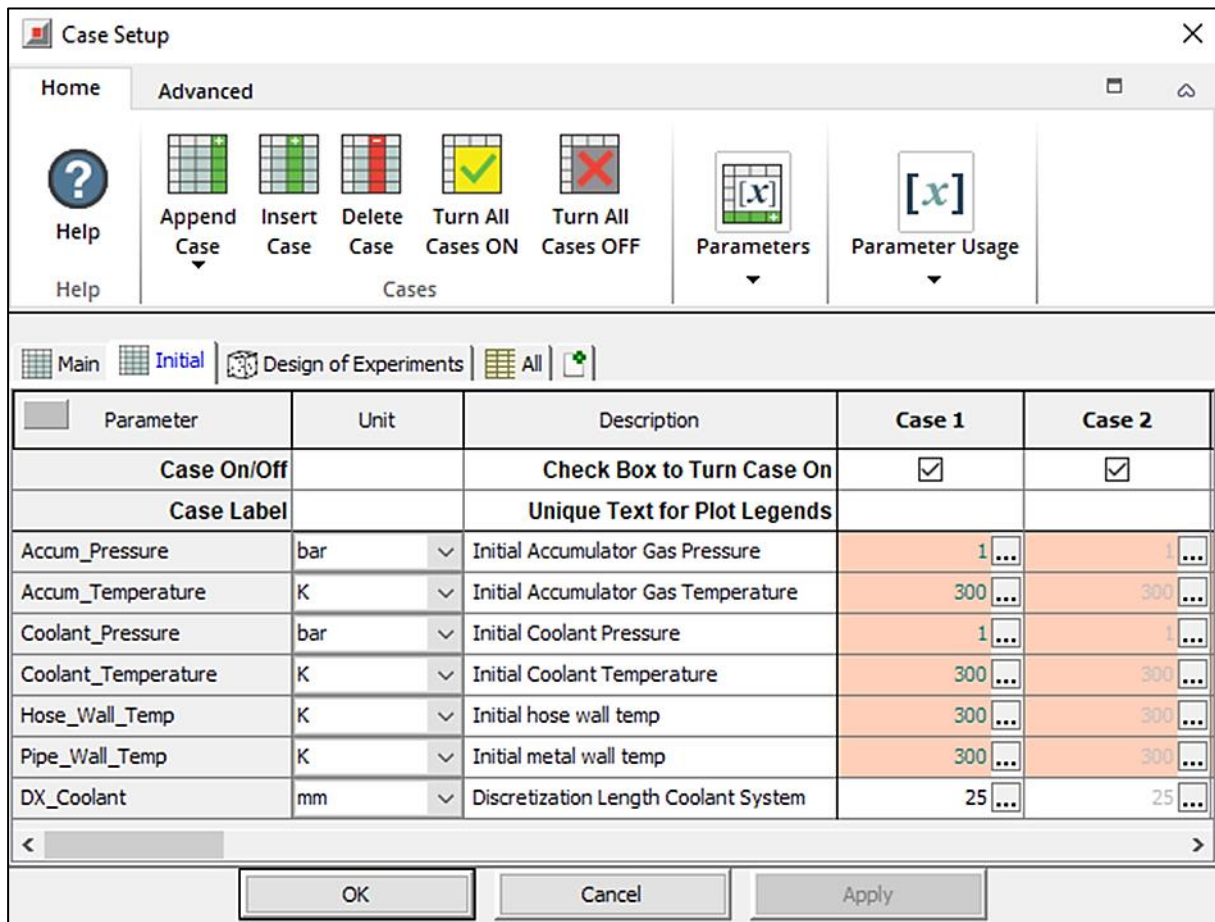 Case Setup
Home Advanced
Help
Append Case
Insert Case
Delete Case
Turn All Cases ON
Turn All Cases OFF
[x]
Parameters
[x]
Parameter Usage
Help
Cases
Main Initial Design of Experiments All
Parameter Unit Description Case 1 Case 2
Case On/Off Check Box to Turn Case On
Case Label Unique Text for Plot Legends
Accum_Pressure bar Initial Accumulator Gas Pressure 1 ... 1 ...
Accum_Temperature K Initial Accumulator Gas Temperature 300 ... 300 ...
Coolant_Pressure bar Initial Coolant Pressure 1 ... 1 ...
Coolant_Temperature K Initial Coolant Temperature 300 ... 300 ...
Hose_Wall_Temp K Initial hose wall temp 300 ... 300 ...
Pipe_Wall_Temp K Initial metal wall temp 300 ... 300 ...
DX_Coolant mm Discretization Length Coolant System 25 ... 25 ...
OK Cancel Apply